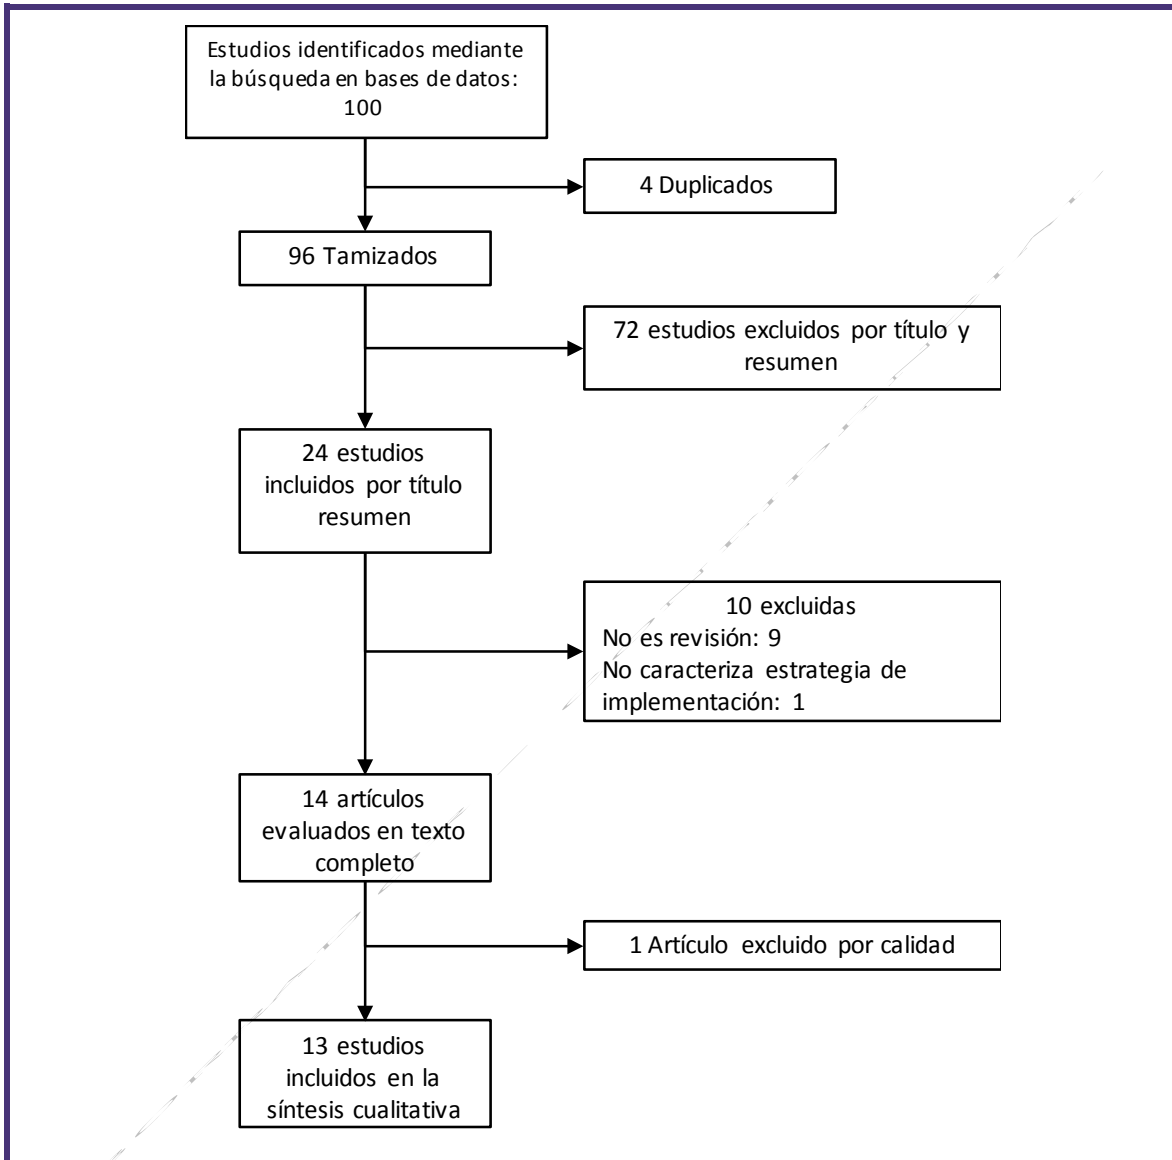 Estudios identificados mediante
la búsqueda en bases de datos:
100
4 Duplicados
96 Tamizados
72 estudios excluidos por título y
resumen
24 estudios
incluidos por título
resumen
10 excluidas
No es revisión: 9
No caracteriza estrategia de
implementación: 1
14 artículos
evaluados en texto
completo
1 Artículo excluido por calidad
13 estudios
incluidos en la
síntesis cualitativa